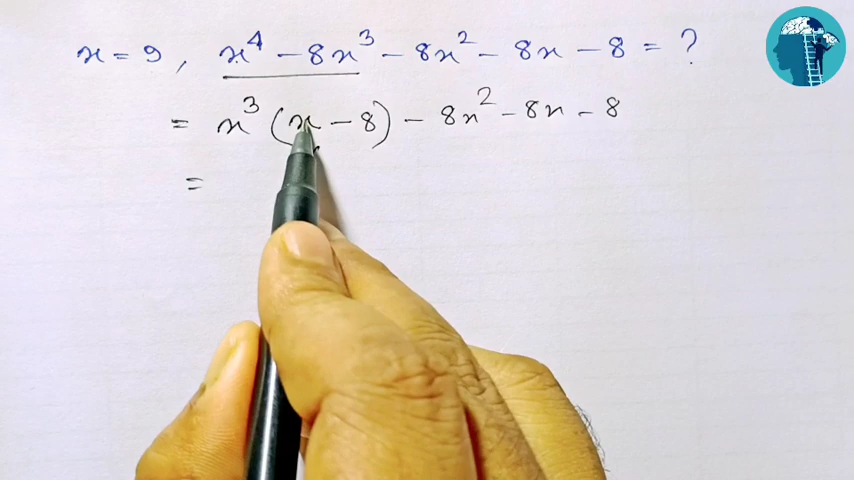 x = 9 , x⁴ - 8x³ - 8x² - 8x - 8 = ?
= x³ (x - 8) - 8x² - 8x - 8
=